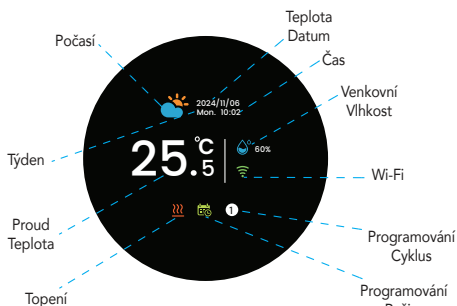 Teplota
Datum
Počasí
Čas
2024/11/06
Mon. 10:02
Venkovní
Vlhkost
60%
25.5 °C
Týden
Wi-Fi
Proud
Teplota
1
Programování
Cyklus
Topení
Programování